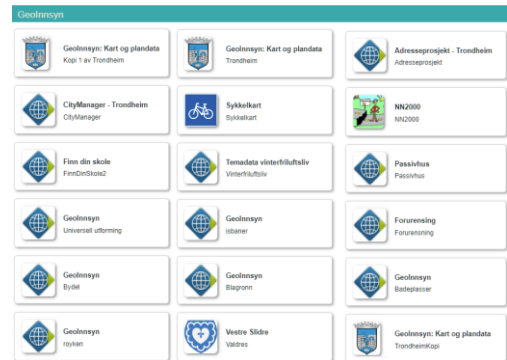 GeoInnsyn
GeoInnsyn: Kart og plandata
Kopi 1 av Trondheim
GeoInnsyn: Kart og plandata
Trondheim
Adresseprosjekt - Trondheim
Adresseprosjekt
CityManager - Trondheim
CityManager
Sykkelkart
Sykkelkart
NN2000
NN2000
Finn din skole
FinnDinSkole2
Temadata vinterfriluftsliv
Vinterfriluftsliv
Passivhus
Passivhus
GeoInnsyn
Universell utforming
GeoInnsyn
isbaner
Forurensing
Forurensning
GeoInnsyn
Bydel
GeoInnsyn
Blagronn
GeoInnsyn
Badeplasser
GeoInnsyn
royken
Vestre Slidre
Valdres
GeoInnsyn: Kart og plandata
TrondheimKopi